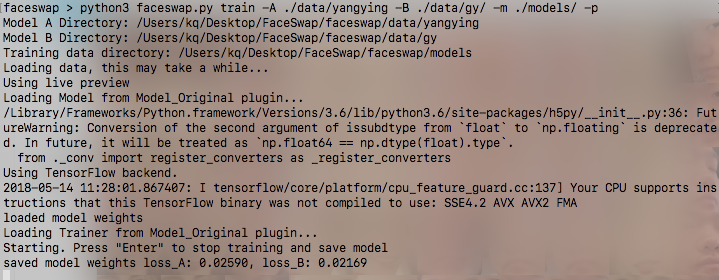 faceswap > python3 faceswap.py train -A ./data/yangying -B ./data/gy/ -m ./models/ -p
Model A Directory: /Users/kq/Desktop/FaceSwap/faceswap/data/yangying
Model B Directory: /Users/kq/Desktop/FaceSwap/faceswap/data/gy
Training data directory: /Users/kq/Desktop/FaceSwap/faceswap/models
Loading data, this may take a while...
Using live preview
Loading Model from Model_Original plugin...
/Library/Frameworks/Python.framework/Versions/3.6/lib/python3.6/site-packages/h5py/__init__.py:36: Fut
ureWarning: Conversion of the second argument of issubdtype from `float` to `np.floating` is deprecate
d. In future, it will be treated as `np.float64 == np.dtype(float).type`.
from ._conv import register_converters as _register_converters
Using TensorFlow backend.
2018-05-14 11:28:01.867407: I tensorflow/core/platform/cpu_feature_guard.cc:137] Your CPU supports ins
tructions that this TensorFlow binary was not compiled to use: SSE4.2 AVX AVX2 FMA
loaded model weights
Loading Trainer from Model_Original plugin...
Starting. Press "Enter" to stop training and save model
saved model weights loss_A: 0.02590, loss_B: 0.02169